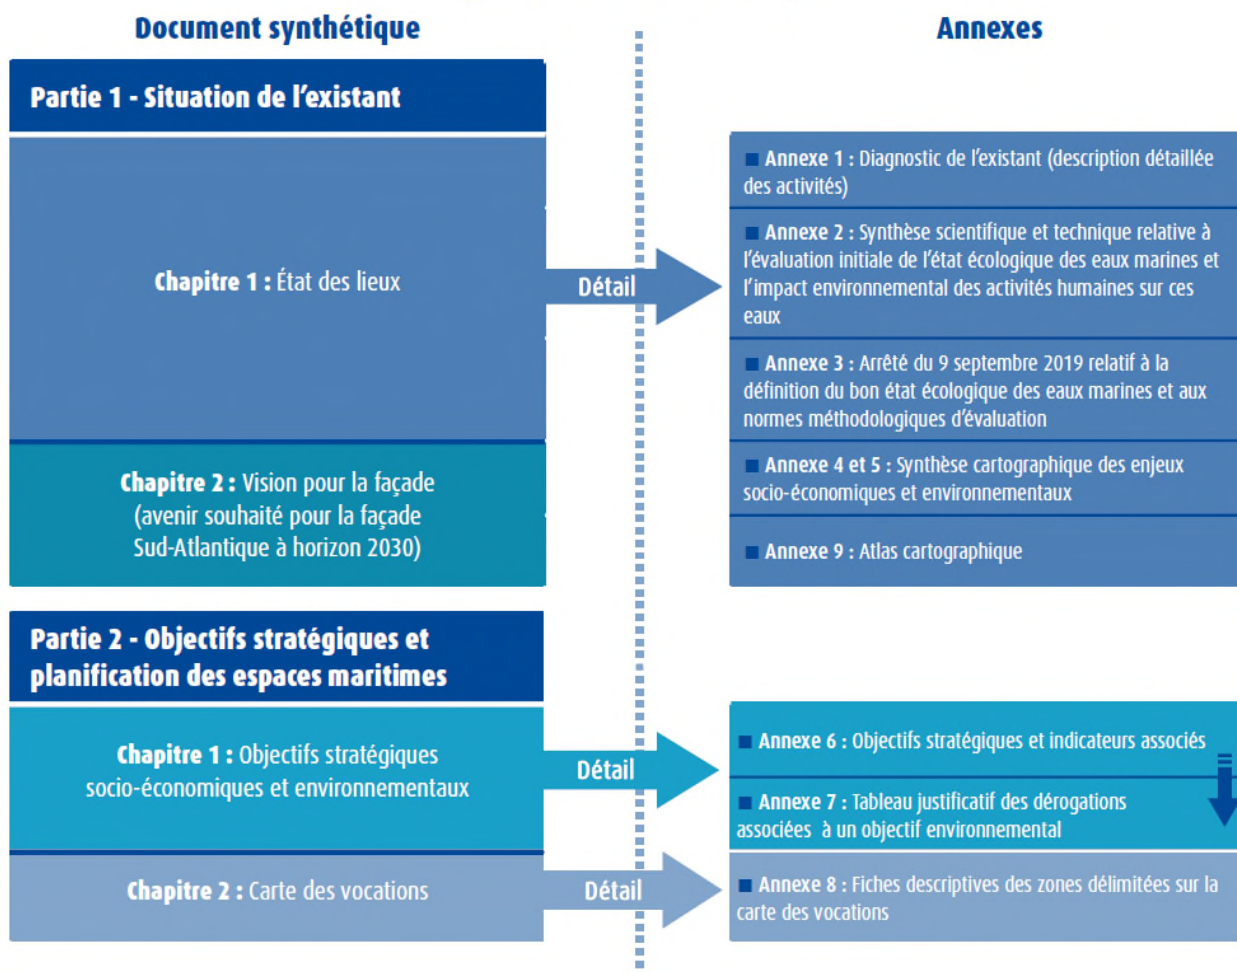 Document synthétique
Annexes
Partie 1 - Situation de l'existant
Chapitre 1 : État des lieux
Détail
■ Annexe 1 : Diagnostic de l'existant (description détaillée
des activités)
■ Annexe 2 : Synthèse scientifique et technique relative à
l'évaluation initiale de l'état écologique des eaux marines et
l'impact environnemental des activités humaines sur ces
eaux
■ Annexe 3 : Arrêté du 9 septembre 2019 relatif à la
définition du bon état écologique des eaux marines et aux
normes méthodologiques d'évaluation
■ Annexe 4 et 5 : Synthèse cartographique des enjeux
socio-économiques et environnementaux
■ Annexe 9 : Atlas cartographique
Chapitre 2 : Vision pour la façade
(avenir souhaité pour la façade
Sud-Atlantique à horizon 2030)
Partie 2 - Objectifs stratégiques et
planification des espaces maritimes
Chapitre 1 : Objectifs stratégiques
socio-économiques et environnementaux
Détail
■ Annexe 6 : Objectifs stratégiques et indicateurs associés
■ Annexe 7 : Tableau justificatif des dérogations
associées à un objectif environnemental
Chapitre 2 : Carte des vocations
Détail
■ Annexe 8 : Fiches descriptives des zones délimitées sur la
carte des vocations